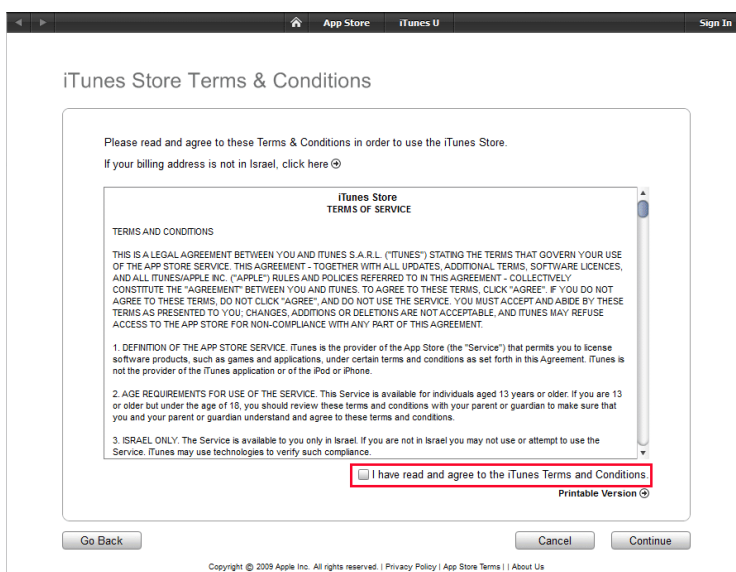 App Store iTunes U Sign In
iTunes Store Terms & Conditions
Please read and agree to these Terms & Conditions in order to use the iTunes Store.
If your billing address is not in Israel, click here
iTunes Store
TERMS OF SERVICE
TERMS AND CONDITIONS
THIS IS A LEGAL AGREEMENT BETWEEN YOU AND ITUNES S.A.R.L. ("ITUNES") STATING THE TERMS THAT GOVERN YOUR USE
OF THE APP STORE SERVICE. THIS AGREEMENT - TOGETHER WITH ALL UPDATES, ADDITIONAL TERMS, SOFTWARE LICENCES,
AND ALL ITUNES/APPLE INC. ("APPLE") RULES AND POLICIES REFERRED TO IN THIS AGREEMENT - COLLECTIVELY
CONSTITUTE THE "AGREEMENT" BETWEEN YOU AND ITUNES. TO AGREE TO THESE TERMS, CLICK "AGREE". IF YOU DO NOT
AGREE TO THESE TERMS, DO NOT CLICK "AGREE", AND DO NOT USE THE SERVICE. YOU MUST ACCEPT AND ABIDE BY THESE
TERMS AS PRESENTED TO YOU; CHANGES, ADDITIONS OR DELETIONS ARE NOT ACCEPTABLE, AND ITUNES MAY REFUSE
ACCESS TO THE APP STORE FOR NON-COMPLIANCE WITH ANY PART OF THIS AGREEMENT.
1. DEFINITION OF THE APP STORE SERVICE. iTunes is the provider of the App Store (the "Service") that permits you to license
software products, such as games and applications, under certain terms and conditions as set forth in this Agreement. iTunes is
not the provider of the iTunes application or of the iPod or iPhone.
2. AGE REQUIREMENTS FOR USE OF THE SERVICE. This Service is available for individuals aged 13 years or older. If you are 13
or older but under the age of 18, you should review these terms and conditions with your parent or guardian to make sure that
you and your parent or guardian understand and agree to these terms and conditions.
3. ISRAEL ONLY. The Service is available to you only in Israel. If you are not in Israel you may not use or attempt to use the
Service. iTunes may use technologies to verify such compliance.
I have read and agree to the iTunes Terms and Conditions.
Printable Version
Go Back Cancel Continue
Copyright © 2009 Apple Inc. All rights reserved. | Privacy Policy | App Store Terms | | About Us